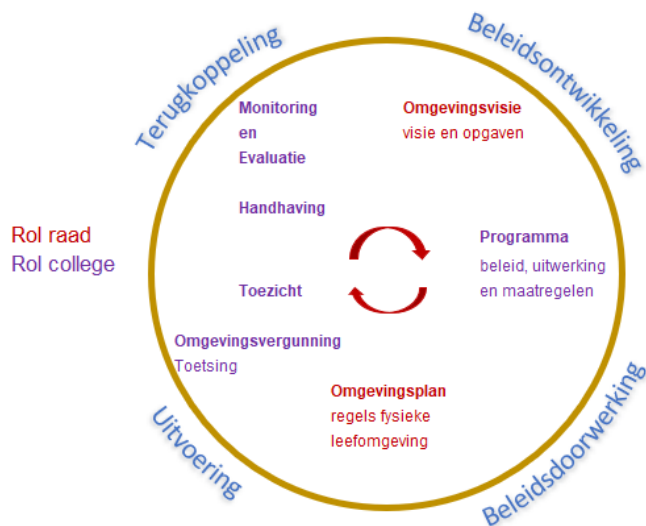 Terugkoppeling
Beleidsontwikkeling
Monitoring
en
Evaluatie
Omgevingsvisie
visie en opgaven
Handhaving
Rol raad
Rol college
Programma
beleid, uitwerking
en maatregelen
Toezicht
Omgevingsvergunning
Toetsing
Omgevingsplan
regels fysieke
leefomgeving
Uitvoering
Beleidsdoorwerking